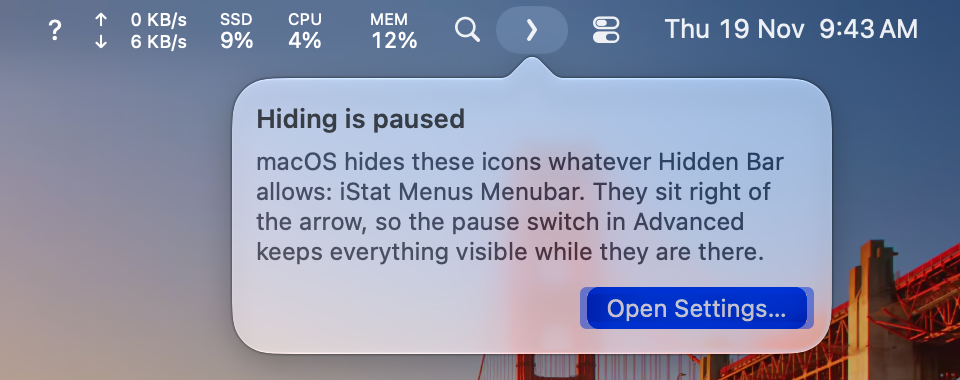 ? ↑ 0 KB/s SSD CPU MEM Thu 19 Nov 9:43 AM
↓ 6 KB/s 9% 4% 12%
Hiding is paused
macOS hides these icons whatever Hidden Bar
allows: iStat Menus Menubar. They sit right of
the arrow, so the pause switch in Advanced
keeps everything visible while they are there.
Open Settings...